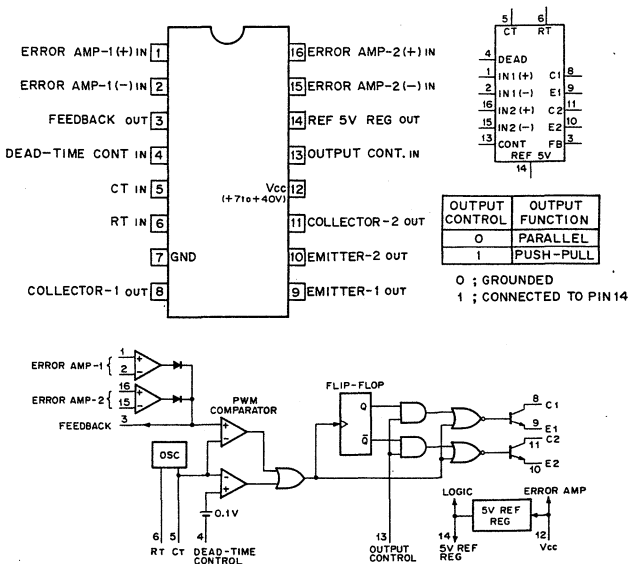 ERROR AMP-1(+) IN 1
ERROR AMP-1(-) IN 2
FEEDBACK OUT 3
DEAD-TIME CONT IN 4
CT IN 5
RT IN 6
7 GND
COLLECTOR-1 OUT 8
16 ERROR AMP-2(+) IN
15 ERROR AMP-2(-) IN
14 REF 5V REG OUT
13 OUTPUT CONT. IN
Vcc 12
(+7to+40V)
11 COLLECTOR-2 OUT
10 EMITTER-2 OUT
9 EMITTER-1 OUT
5 6
CT RT
4 DEAD
1 IN1(+) C1 8
2 IN1(-) E1 9
16 IN2(+) C2 11
15 IN2(-) E2 10
13 CONT FB 3
REF 5V
14
OUTPUT CONTROL OUTPUT FUNCTION
0 PARALLEL
1 PUSH-PULL
0 ; GROUNDED
1 ; CONNECTED TO PIN 14
ERROR AMP-1 { 1 + 2 -
ERROR AMP-2 { 16 + 15 -
FEEDBACK 3
PWM
COMPARATOR
+
-
OSC
-
+
0.1V
6 5 4
RT CT DEAD-TIME
CONTROL
FLIP-FLOP
Q
Q̅
8 C1
9 E1
C2
11
10 E2
13
OUTPUT
CONTROL
LOGIC
ERROR AMP
5V REF
REG
14 12
5V REF Vcc
REG